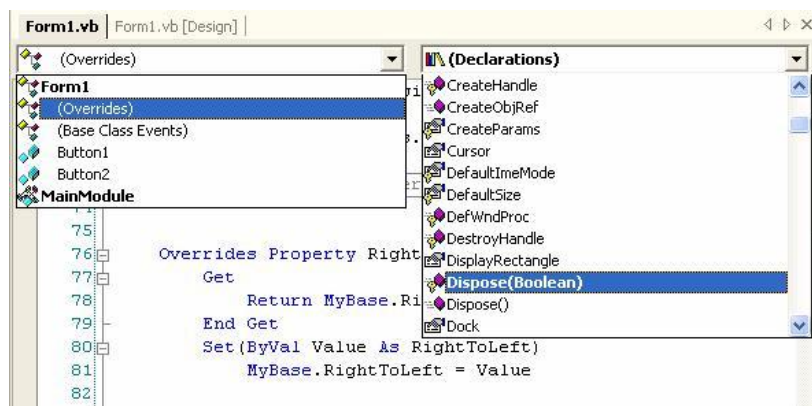 Form1.vb Form1.vb [Design]
(Overrides) (Declarations)
Form1
(Overrides)
(Base Class Events)
Button1
Button2
MainModule
CreateHandle
CreateObjRef
CreateParams
Cursor
DefaultImeMode
DefaultSize
DefWndProc
DestroyHandle
DisplayRectangle
Dispose(Boolean)
Dispose()
Dock
75
76 Overrides Property Right
77 Get
78 Return MyBase.Ri
79 End Get
80 Set(ByVal Value As RightToLeft)
81 MyBase.RightToLeft = Value
82